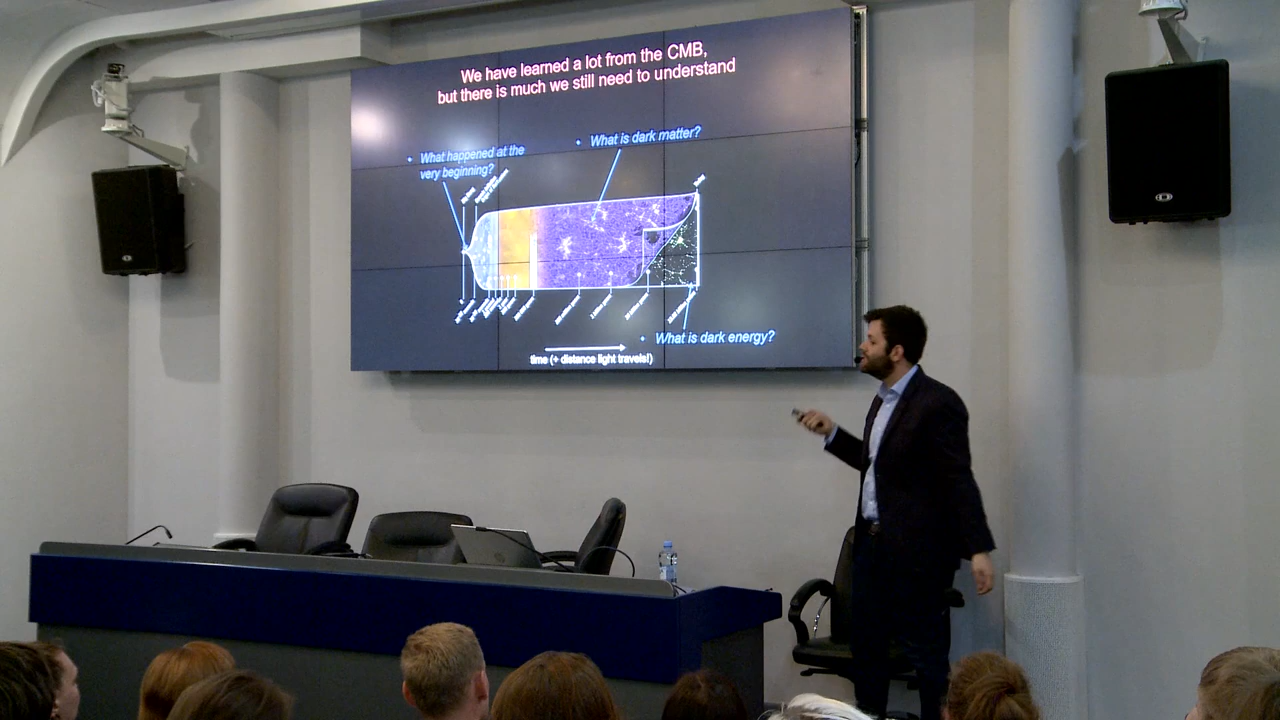 We have learned a lot from the CMB,
but there is much we still need to understand
What is dark matter?
What happened at the
very beginning?
What is dark energy?
time (+ distance light travels!)